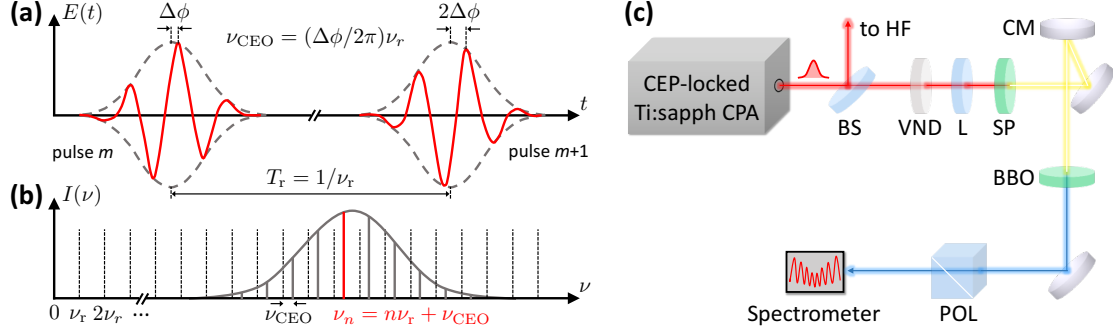 (a)
E(t)
Δϕ
2Δϕ
ν_CEO = (Δϕ/2π)ν_r
t
pulse m
pulse m+1
T_r = 1/ν_r
(b)
I(ν)
0 ν_r 2ν_r ...
ν_CEO
ν_n = nν_r + ν_CEO
ν
(c)
to HF
CM
CEP-locked
Ti:sapph CPA
BS
VND
L
SP
BBO
Spectrometer
POL